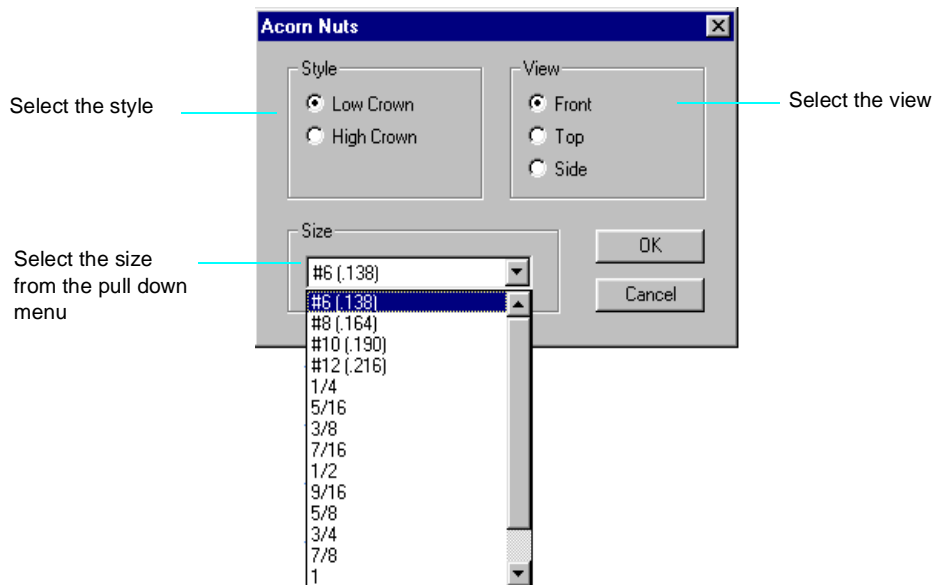 Acorn Nuts
Select the style
Style
Low Crown
High Crown
View
Front
Top
Side
Select the view
Select the size
from the pull down
menu
Size
#6 (.138)
#6 (.138)
#8 (.164)
#10 (.190)
#12 (.216)
1/4
5/16
3/8
7/16
1/2
9/16
5/8
3/4
7/8
1
OK
Cancel